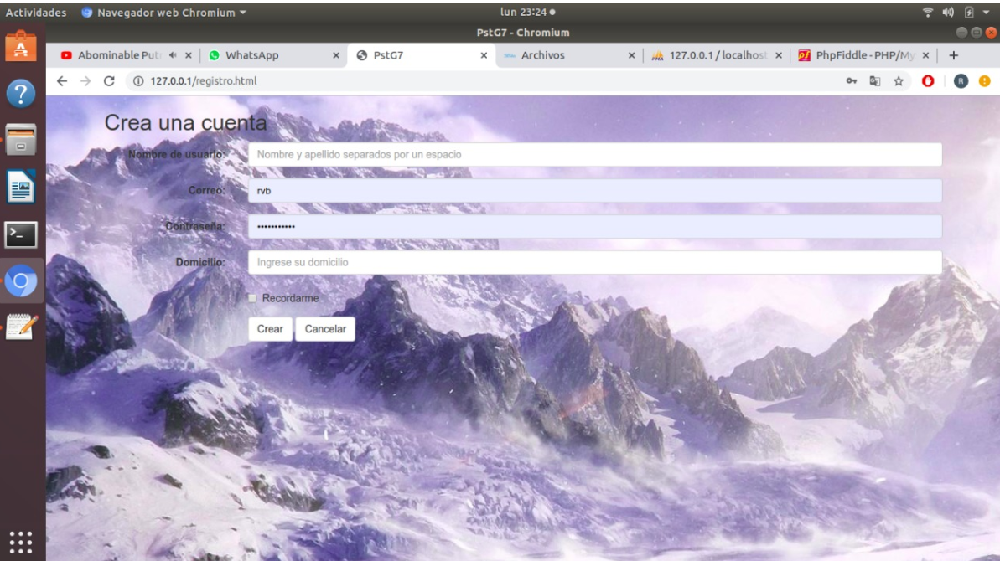 Actividades Navegador web Chromium lun 23:24
PstG7 - Chromium
Abominable Put WhatsApp PstG7 Archivos 127.0.0.1 / localhost PhpFiddle - PHP/My
127.0.0.1/registro.html R
Crea una cuenta
Nombre de usuario: Nombre y apellido separados por un espacio
Correo: rvb
Contraseña: •••••••••••
Domicilio: Ingrese su domicilio
Recordarme
Crear Cancelar